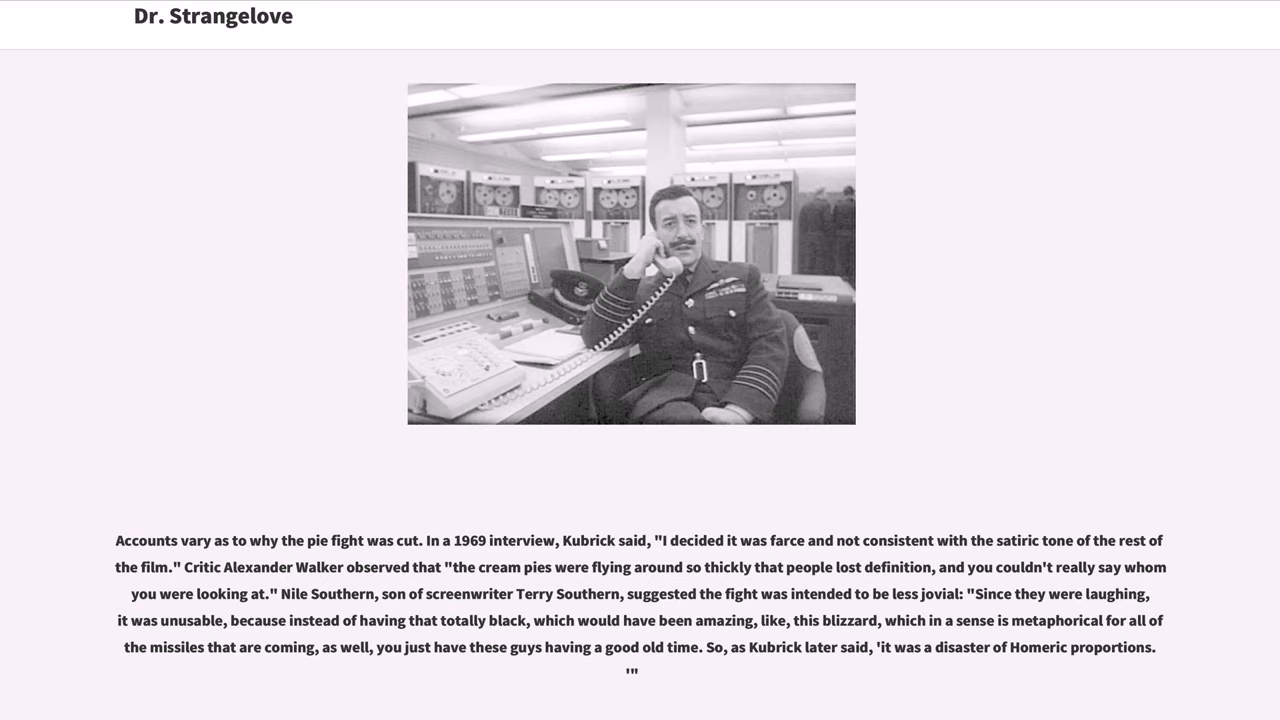 Dr. Strangelove
Accounts vary as to why the pie fight was cut. In a 1969 interview, Kubrick said, "I decided it was farce and not consistent with the satiric tone of the rest of
the film." Critic Alexander Walker observed that "the cream pies were flying around so thickly that people lost definition, and you couldn't really say whom
you were looking at." Nile Southern, son of screenwriter Terry Southern, suggested the fight was intended to be less jovial: "Since they were laughing,
it was unusable, because instead of having that totally black, which would have been amazing, like, this blizzard, which in a sense is metaphorical for all of
the missiles that are coming, as well, you just have these guys having a good old time. So, as Kubrick later said, 'it was a disaster of Homeric proportions.
'"